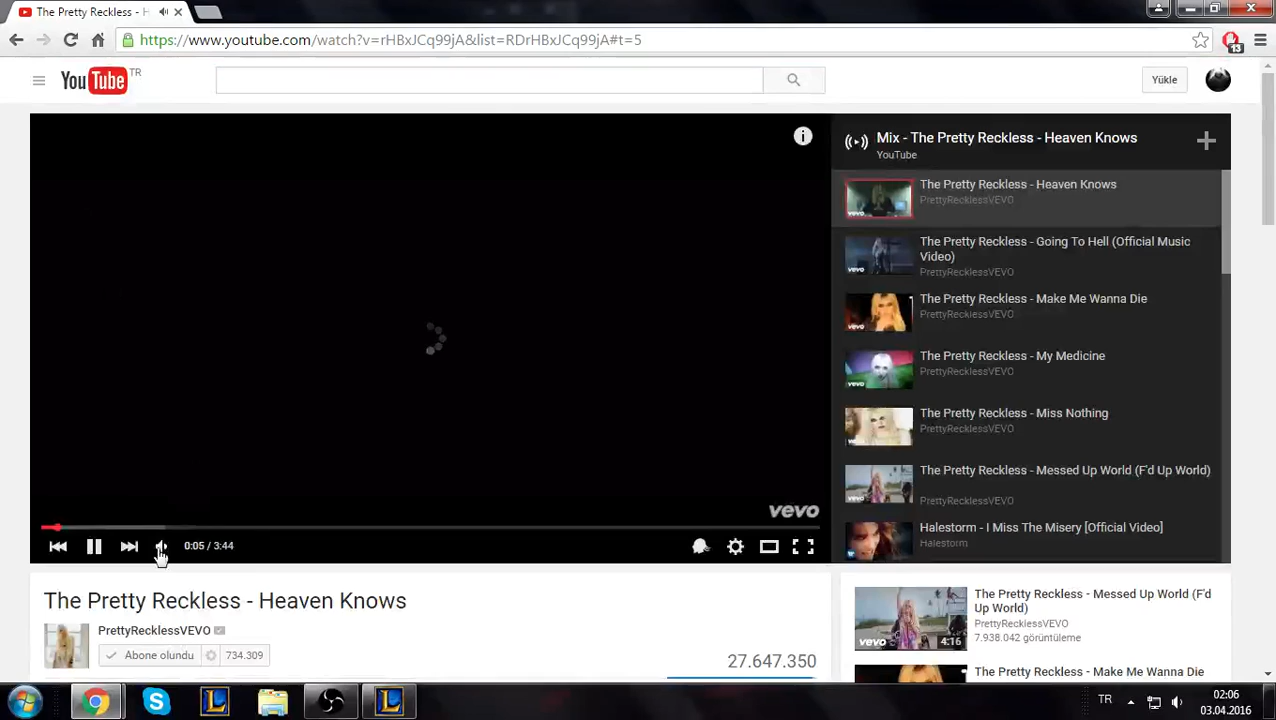 The Pretty Reckless - H
https://www.youtube.com/watch?v=rHBxJCq99jA&list=RDrHBxJCq99jA#t=5
13
YouTube TR
Yükle
Mix - The Pretty Reckless - Heaven Knows
YouTube
The Pretty Reckless - Heaven Knows
PrettyRecklessVEVO
The Pretty Reckless - Going To Hell (Official Music
Video)
PrettyRecklessVEVO
The Pretty Reckless - Make Me Wanna Die
PrettyRecklessVEVO
The Pretty Reckless - My Medicine
PrettyRecklessVEVO
The Pretty Reckless - Miss Nothing
PrettyRecklessVEVO
The Pretty Reckless - Messed Up World (F'd Up World)
PrettyRecklessVEVO
Halestorm - I Miss The Misery [Official Video]
Halestorm
vevo
0:05 / 3:44
The Pretty Reckless - Heaven Knows
PrettyRecklessVEVO
Abone olundu 734.309
27.647.350
The Pretty Reckless - Messed Up World (F'd
Up World)
PrettyRecklessVEVO
7.938.042 görüntüleme
vevo 4:16
The Pretty Reckless - Make Me Wanna Die
TR
02:06
03.04.2016